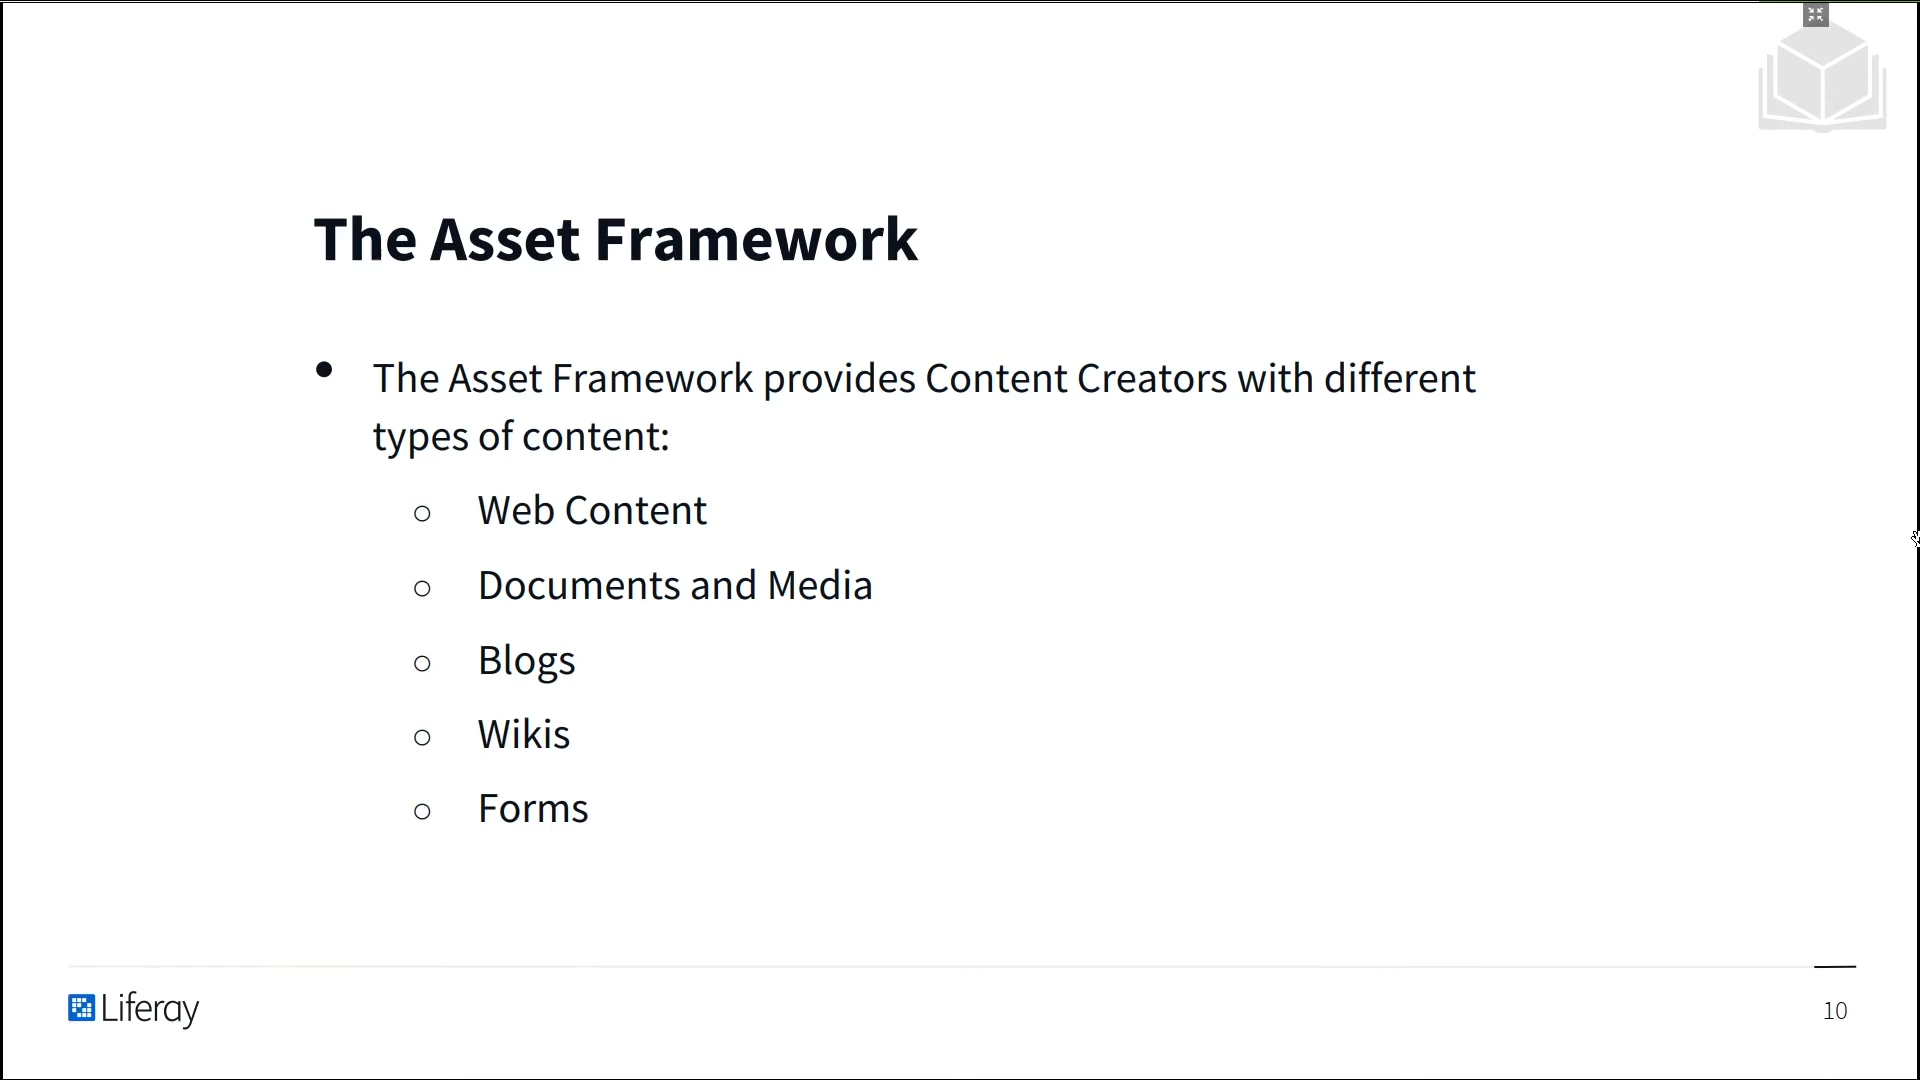 The Asset Framework
● The Asset Framework provides Content Creators with different
types of content:
○ Web Content
○ Documents and Media
○ Blogs
○ Wikis
○ Forms
Liferay
10